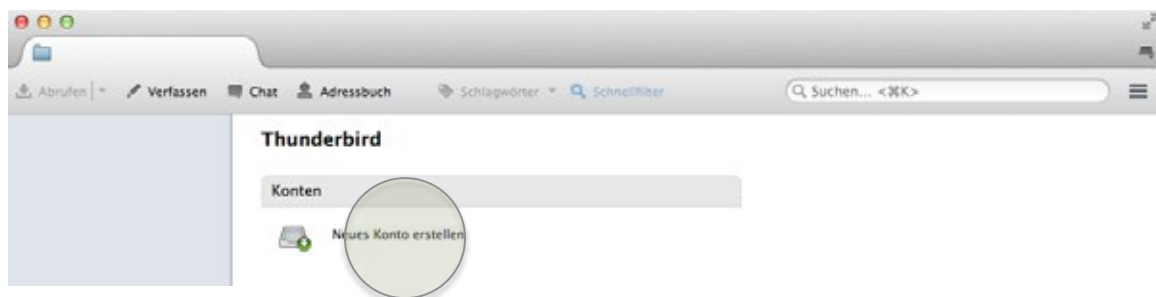 Abrufen Verfassen Chat Adressbuch Schlagwörter Schnellfilter Suchen... <⌘K>
Thunderbird
Konten
Neues Konto erstellen